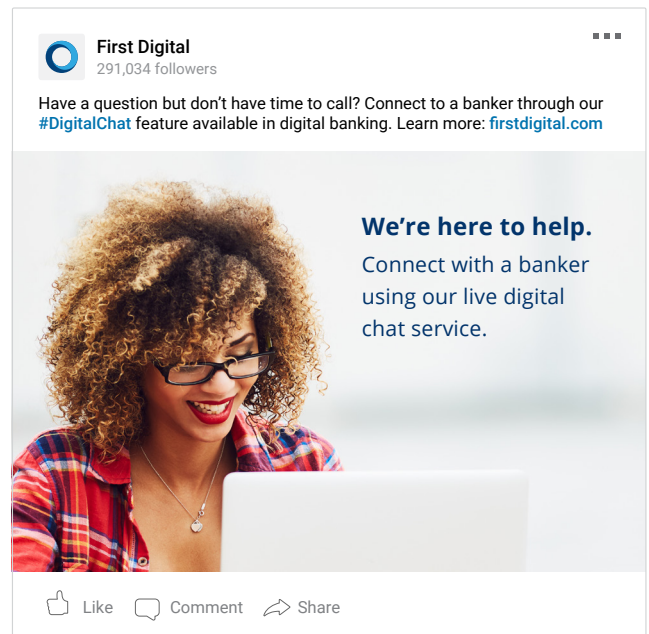 First Digital
291,034 followers
Have a question but don’t have time to call? Connect to a banker through our
#DigitalChat feature available in digital banking. Learn more: firstdigital.com
We’re here to help.
Connect with a banker
using our live digital
chat service.
Like Comment Share